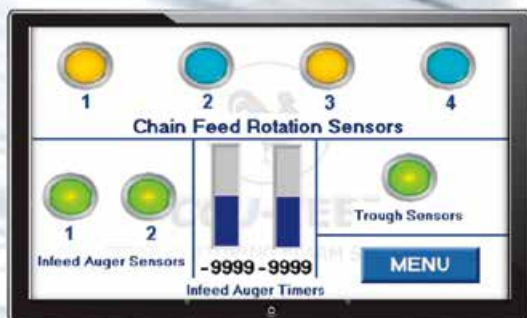 1 2 3 4
Chain Feed Rotation Sensors
1 2
Infeed Auger Sensors
-9999 -9999
Infeed Auger Timers
Trough Sensors
MENU